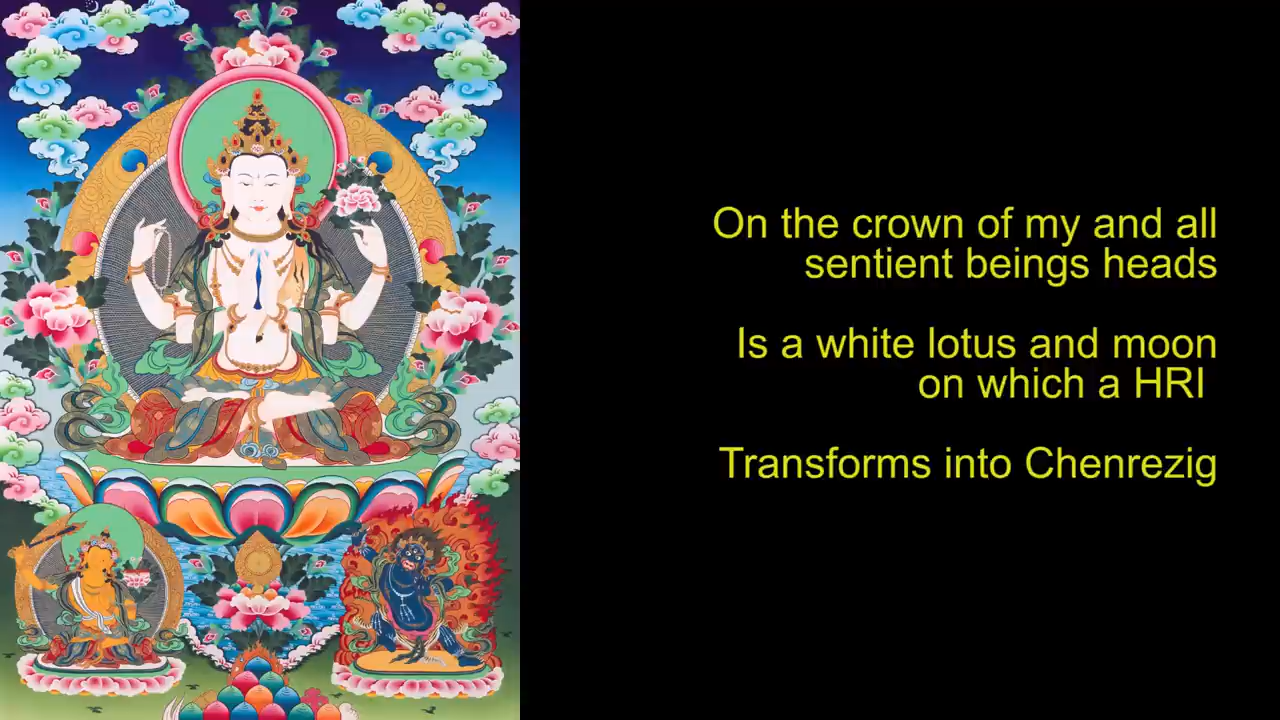 On the crown of my and all
sentient beings heads
Is a white lotus and moon
on which a HRI
Transforms into Chenrezig